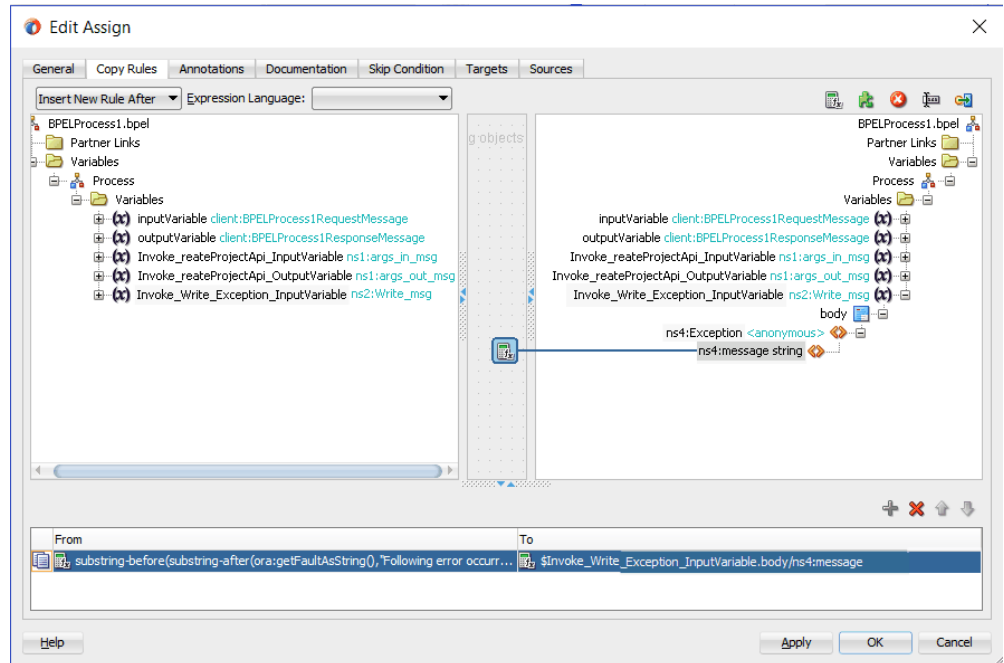 Edit Assign
General Copy Rules Annotations Documentation Skip Condition Targets Sources
Insert New Rule After Expression Language:
BPELProcess1.bpel
Partner Links
Variables
Process
Variables
(x) inputVariable client:BPELProcess1RequestMessage
(x) outputVariable client:BPELProcess1ResponseMessage
(x) Invoke_reateProjectApi_InputVariable ns1:args_in_msg
(x) Invoke_reateProjectApi_OutputVariable ns1:args_out_msg
(x) Invoke_Write_Exception_InputVariable ns2:Write_msg
g objects
BPELProcess1.bpel
Partner Links
Variables
Process
Variables
inputVariable client:BPELProcess1RequestMessage (x)
outputVariable client:BPELProcess1ResponseMessage (x)
Invoke_reateProjectApi_InputVariable ns1:args_in_msg (x)
Invoke_reateProjectApi_OutputVariable ns1:args_out_msg (x)
Invoke_Write_Exception_InputVariable ns2:Write_msg (x)
body
ns4:Exception <anonymous>
ns4:message string
From To
substring-before(substring-after(ora:getFaultAsString(),"Following error occurr... $Invoke_Write_Exception_InputVariable.body/ns4:message
Help Apply OK Cancel